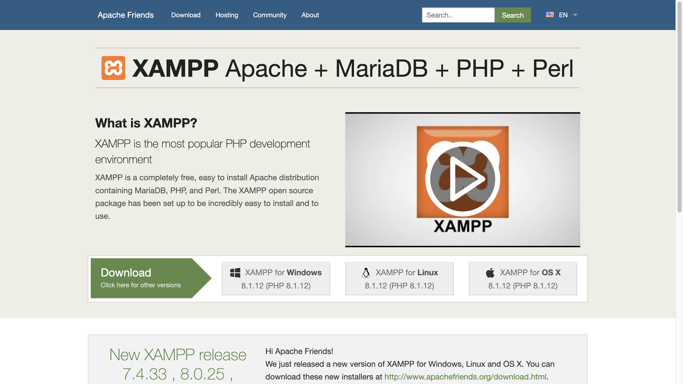 Apache Friends
Download
Hosting
Community
About
Search..
Search
EN
XAMPP Apache + MariaDB + PHP + Perl
What is XAMPP?
XAMPP is the most popular PHP development
environment
XAMPP is a completely free, easy to install Apache distribution
containing MariaDB, PHP, and Perl. The XAMPP open source
package has been set up to be incredibly easy to install and to
use.
XAMPP
Download
Click here for other versions
XAMPP for Windows
8.1.12 (PHP 8.1.12)
XAMPP for Linux
8.1.12 (PHP 8.1.12)
XAMPP for OS X
8.1.12 (PHP 8.1.12)
New XAMPP release
7.4.33 , 8.0.25 ,
Hi Apache Friends!
We just released a new version of XAMPP for Windows, Linux and OS X. You can
download these new installers at http://www.apachefriends.org/download.html.